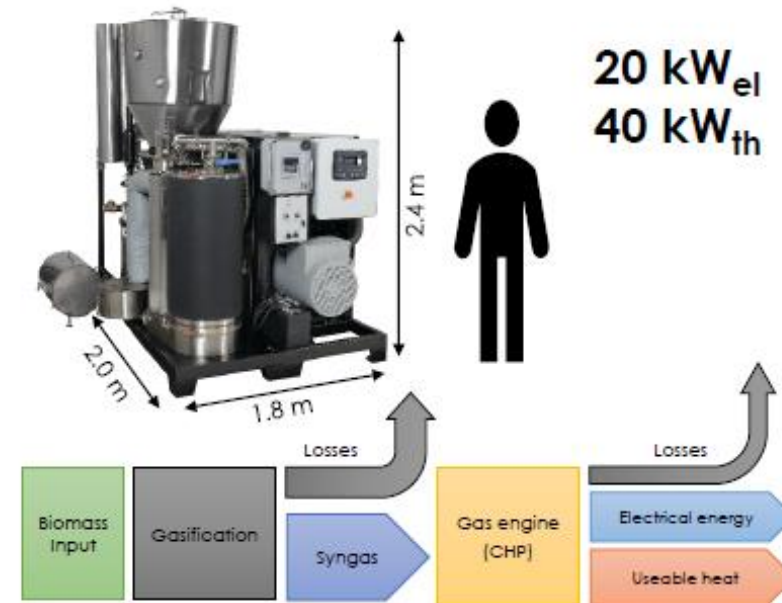 20 kWel
40 kWth
2.4 m
2.0 m
1.8 m
Losses
Losses
Biomass
Input
Gasification
Syngas
Gas engine
(CHP)
Electrical energy
Useable heat